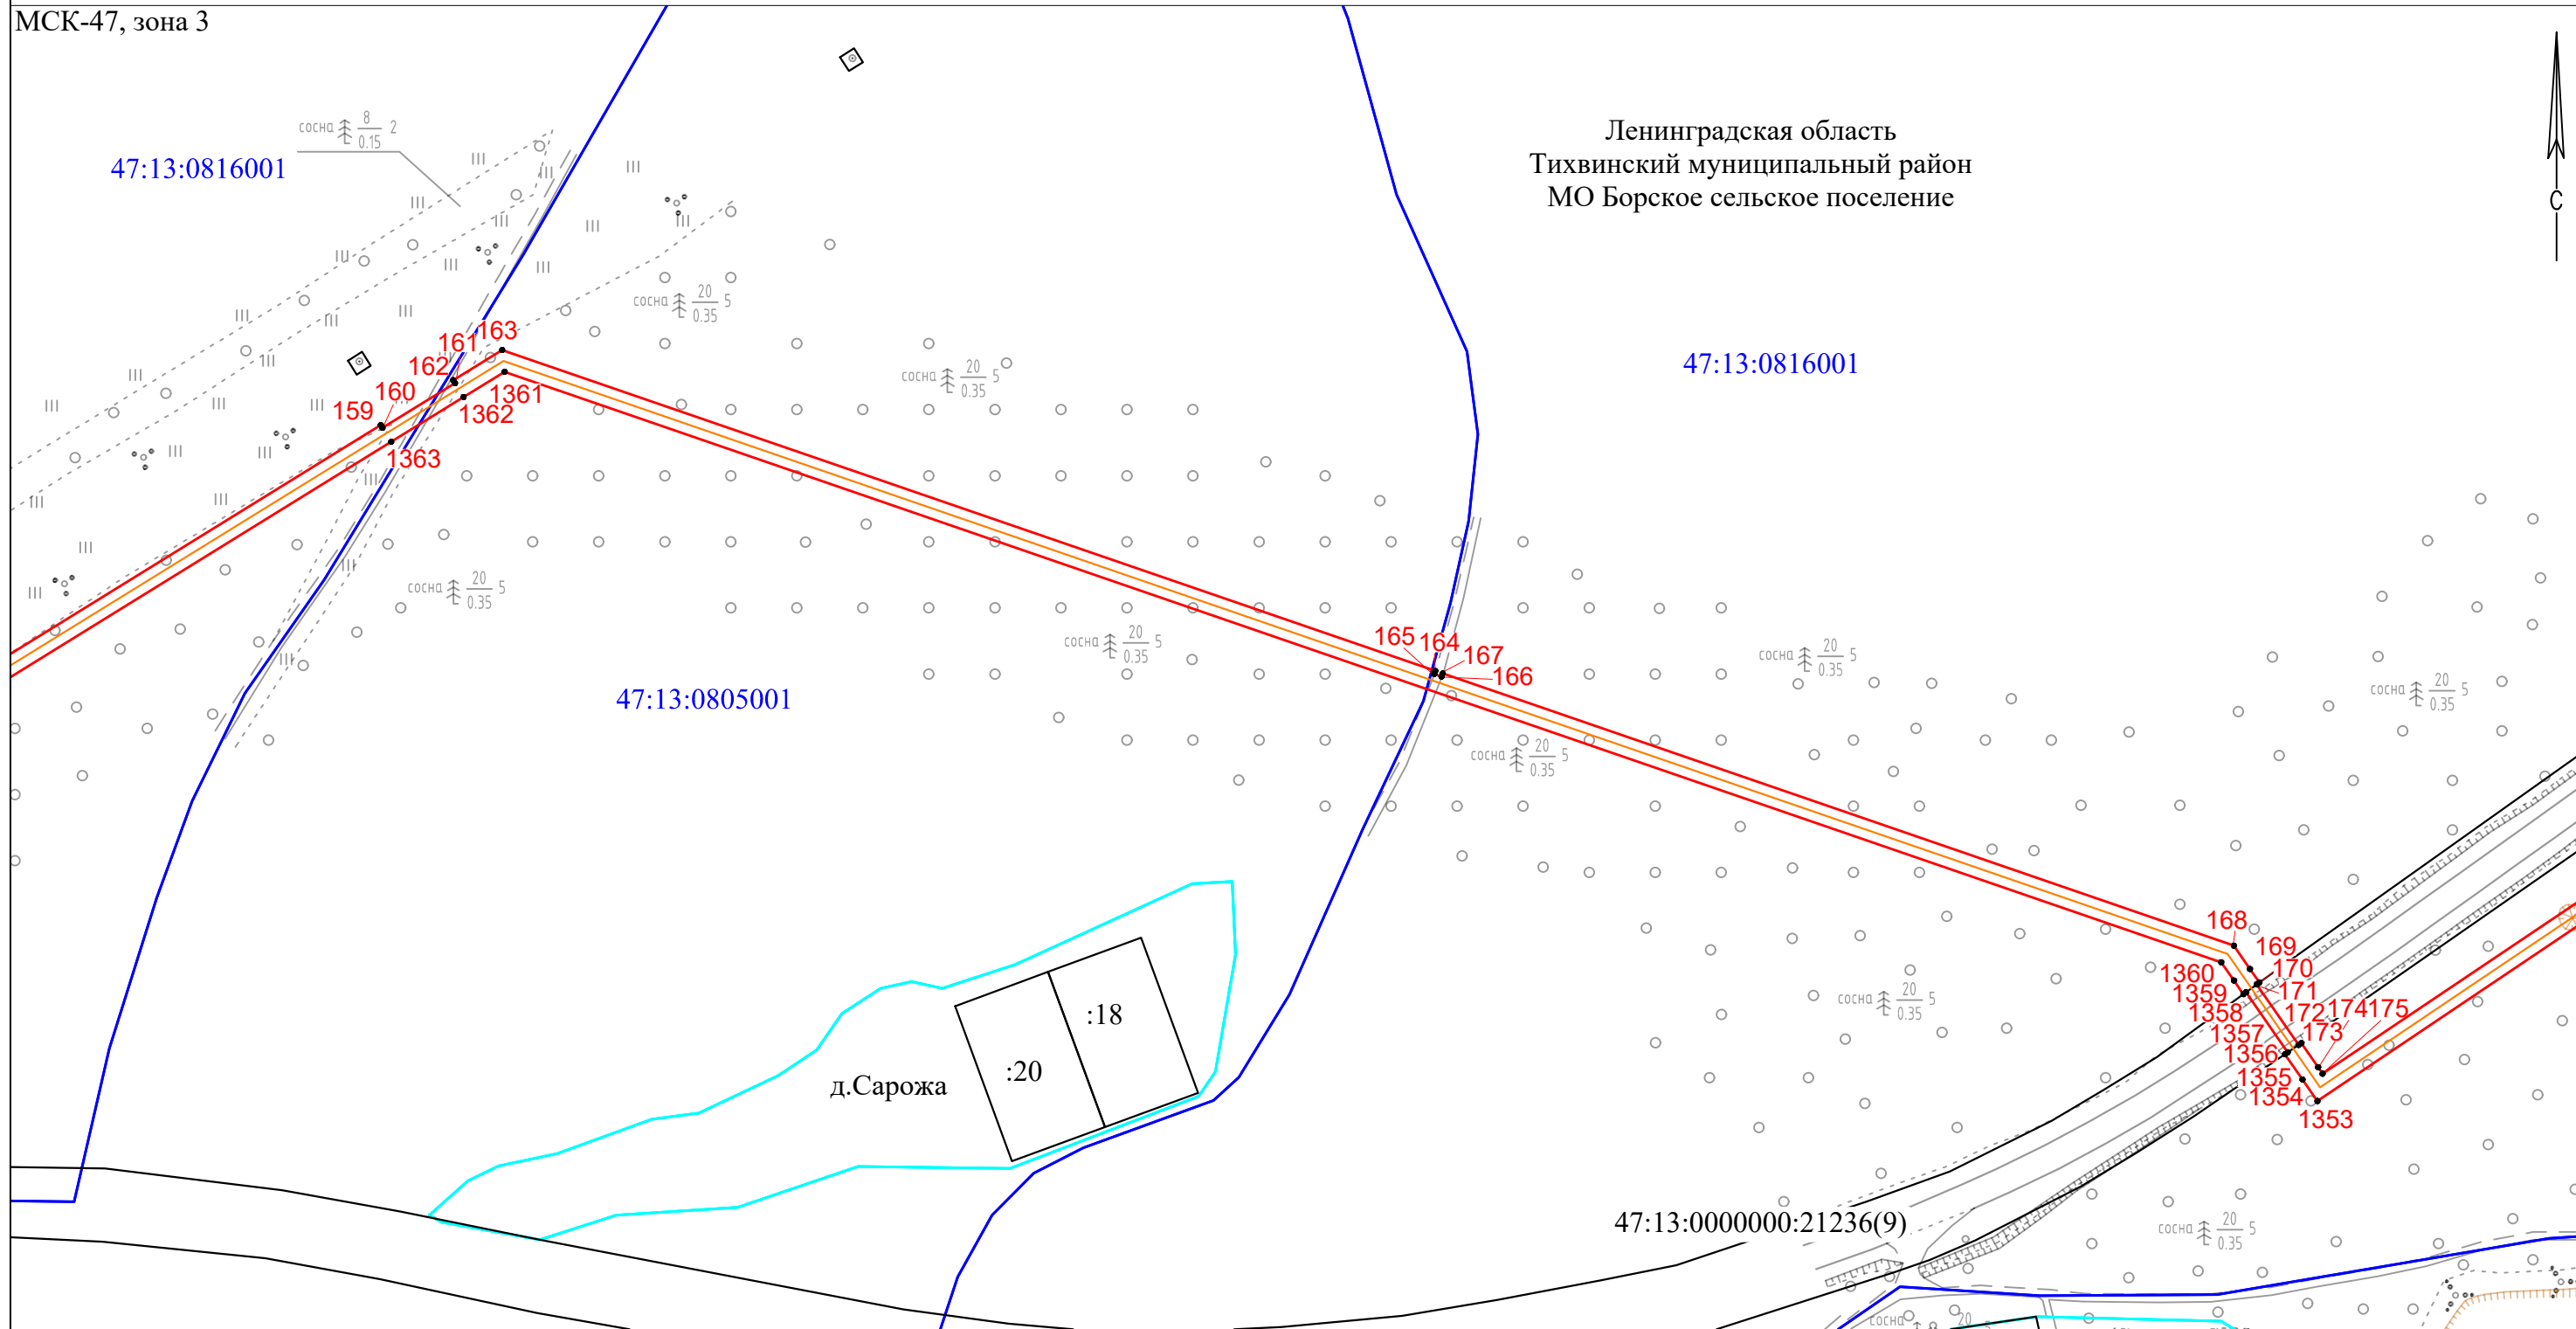 МСК-47, зона 3
Ленинградская область
Тихвинский муниципальный район
МО Борское сельское поселение
С
сосна 8 2
0.15
47:13:0816001
сосна 20 5
0.35
163
161
162
160
159
1361
1362
1363
сосна 20 5
0.35
47:13:0816001
сосна 20 5
0.35
165
164
167
166
сосна 20 5
0.35
сосна 20 5
0.35
сосна 20 5
0.35
47:13:0805001
сосна 20 5
0.35
168
169
170
171
172
173
174
175
1360
1359
1358
1357
1356
1355
1354
1353
сосна 20 5
0.35
:18
:20
д.Сарожа
47:13:0000000:21236(9)
сосна 20 5
0.35
сосна 20